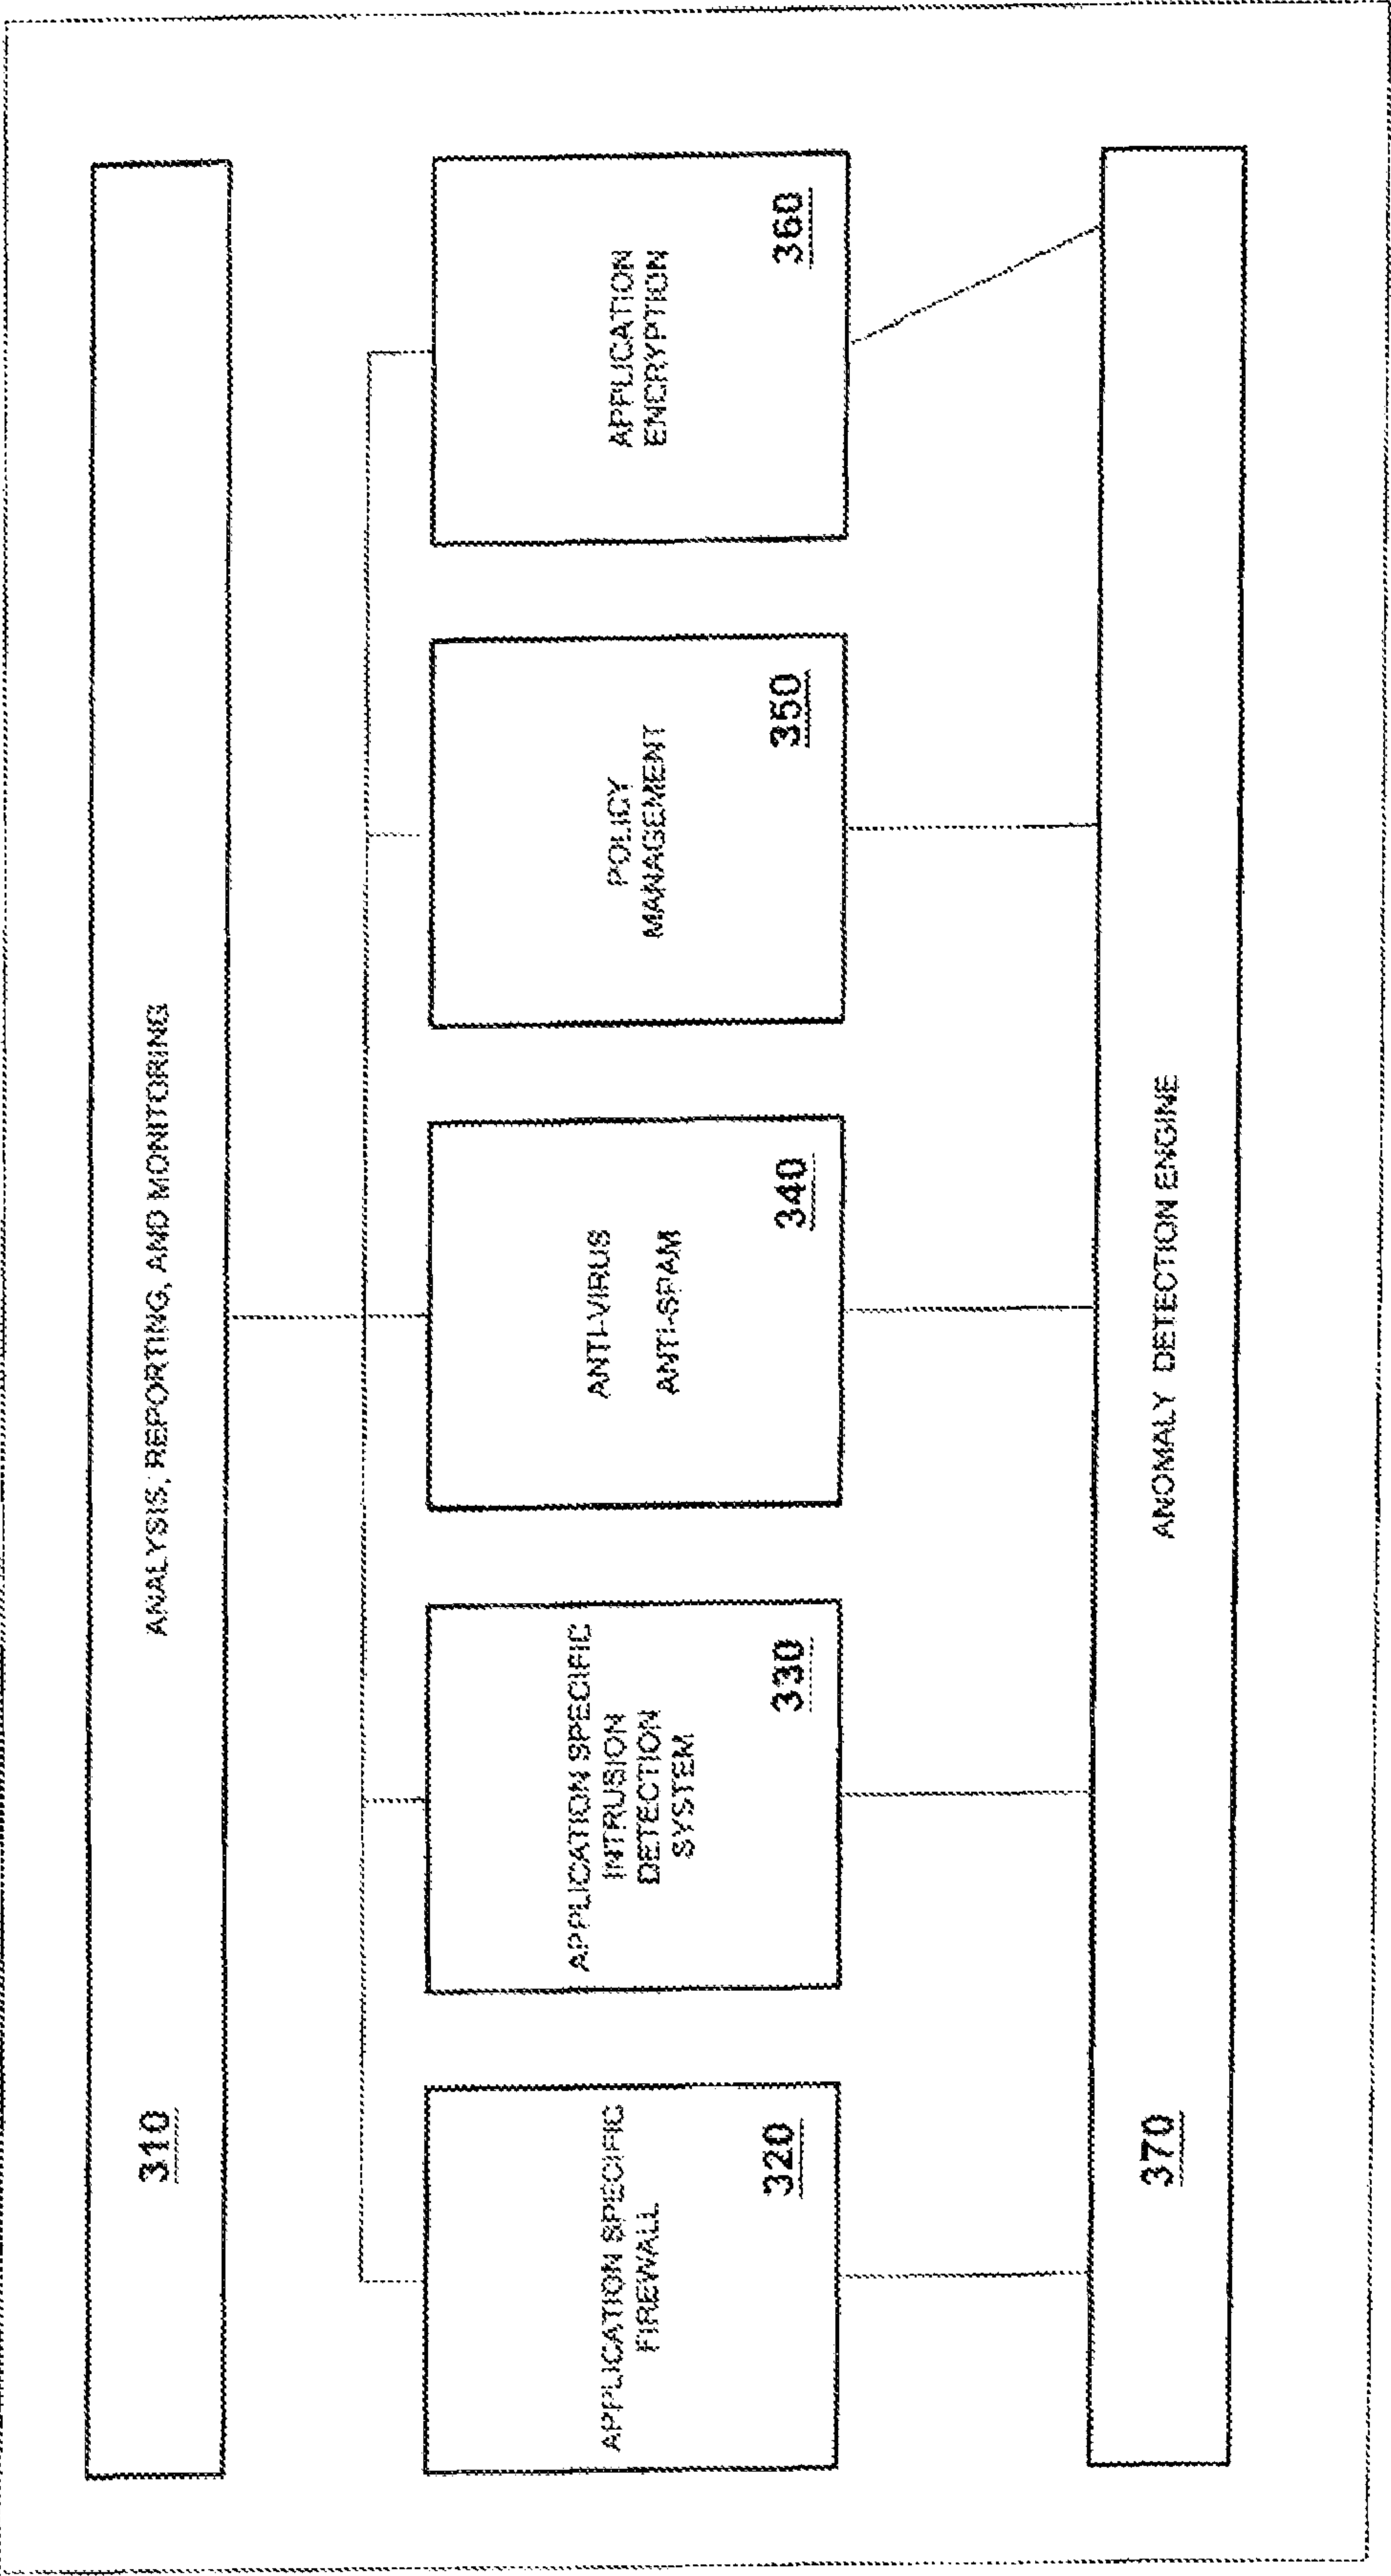 ANALYSIS, REPORTING, AND MONITORING
310
APPLICATION SPECIFIC
FIREWALL
320
APPLICATION SPECIFIC
INTRUSION
DETECTION
SYSTEM
330
ANTI-VIRUS
ANTI-SPAM
340
POLICY
MANAGEMENT
350
APPLICATION
ENCRYPTION
360
ANOMALY DETECTION ENGINE
370